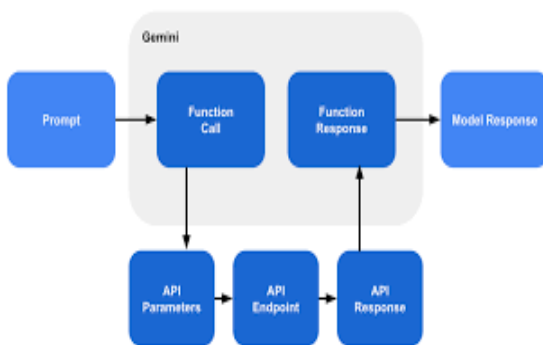 Gemini
Prompt
Function
Call
Function
Response
Model Response
API
Parameters
API
Endpoint
API
Response